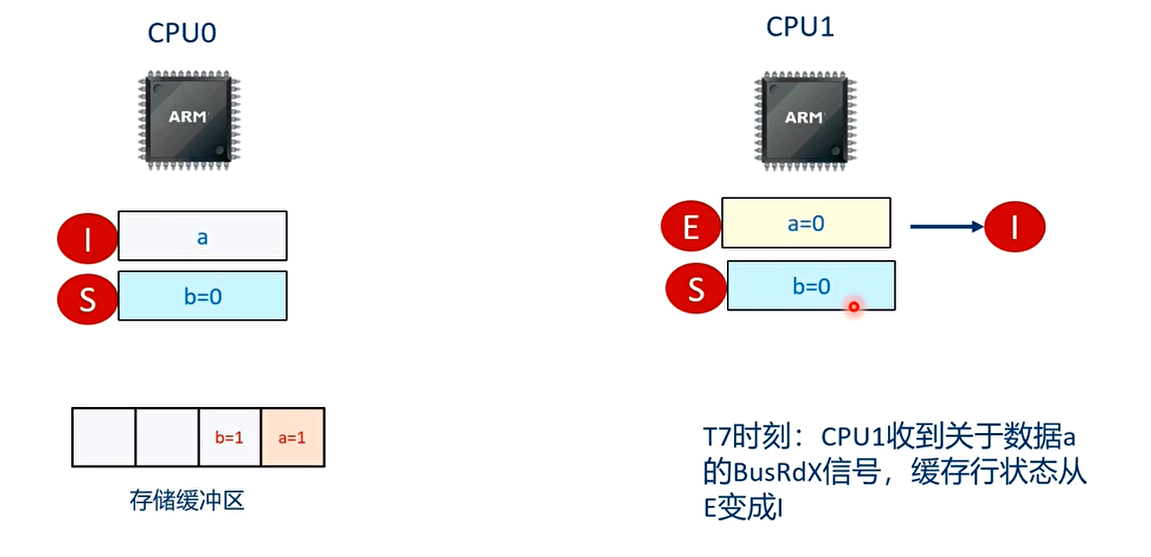 CPU0
CPU1
ARM
ARM
I
a
E
a=0
I
S
b=0
S
b=0
b=1
a=1
存储缓冲区
T7时刻：CPU1收到关于数据a
的BusRdX信号，缓存行状态从
E变成I